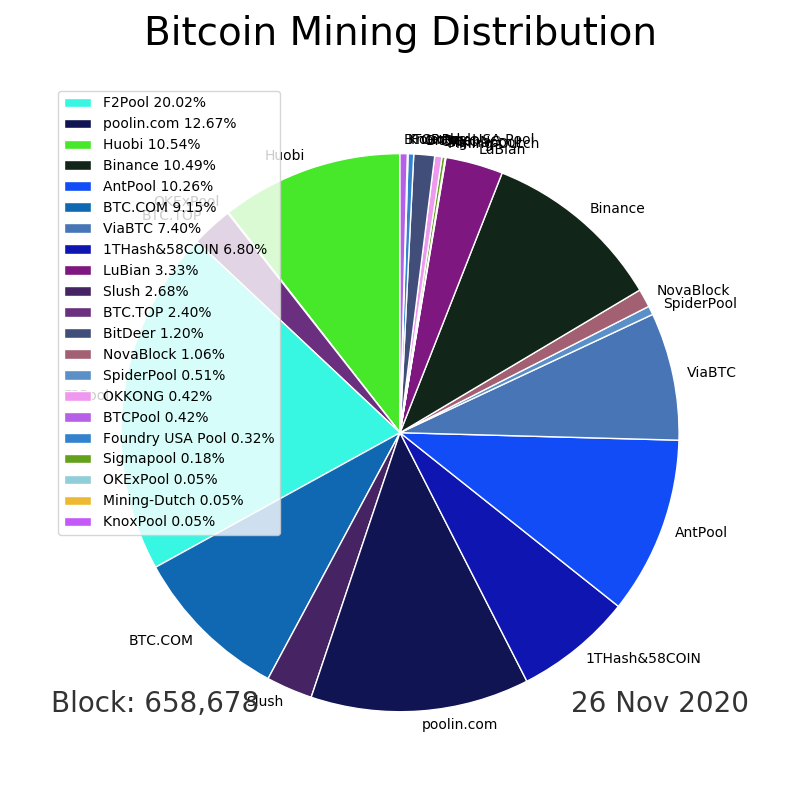 Bitcoin Mining Distribution
F2Pool 20.02%
poolin.com 12.67%
Huobi 10.54%
Binance 10.49%
AntPool 10.26%
BTC.COM 9.15%
ViaBTC 7.40%
1THash&58COIN 6.80%
LuBian 3.33%
Slush 2.68%
BTC.TOP 2.40%
BitDeer 1.20%
NovaBlock 1.06%
SpiderPool 0.51%
OKKONG 0.42%
BTCPool 0.42%
Foundry USA Pool 0.32%
Sigmapool 0.18%
OKExPool 0.05%
Mining-Dutch 0.05%
KnoxPool 0.05%
Huobi
OKExPool
BTC.TOP
LuBian
Binance
NovaBlock
SpiderPool
ViaBTC
AntPool
1THash&58COIN
poolin.com
Slush
BTC.COM
Block: 658,678
26 Nov 2020